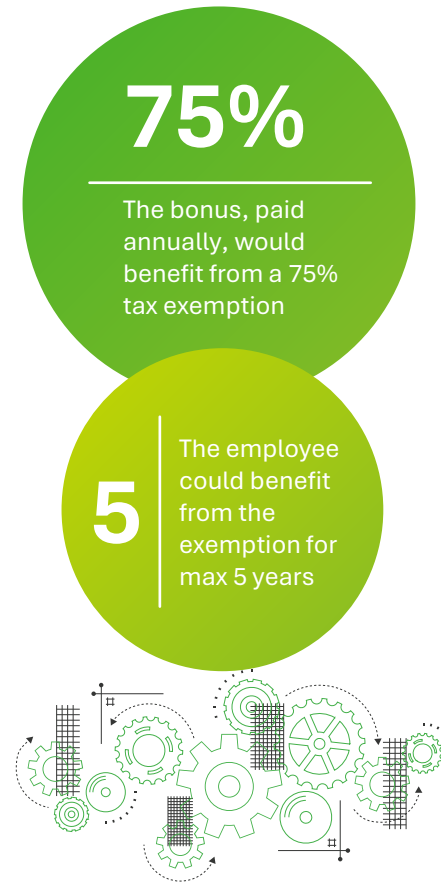 75%
The bonus, paid
annually, would
benefit from a 75%
tax exemption
5
The employee
could benefit
from the
exemption for
max 5 years